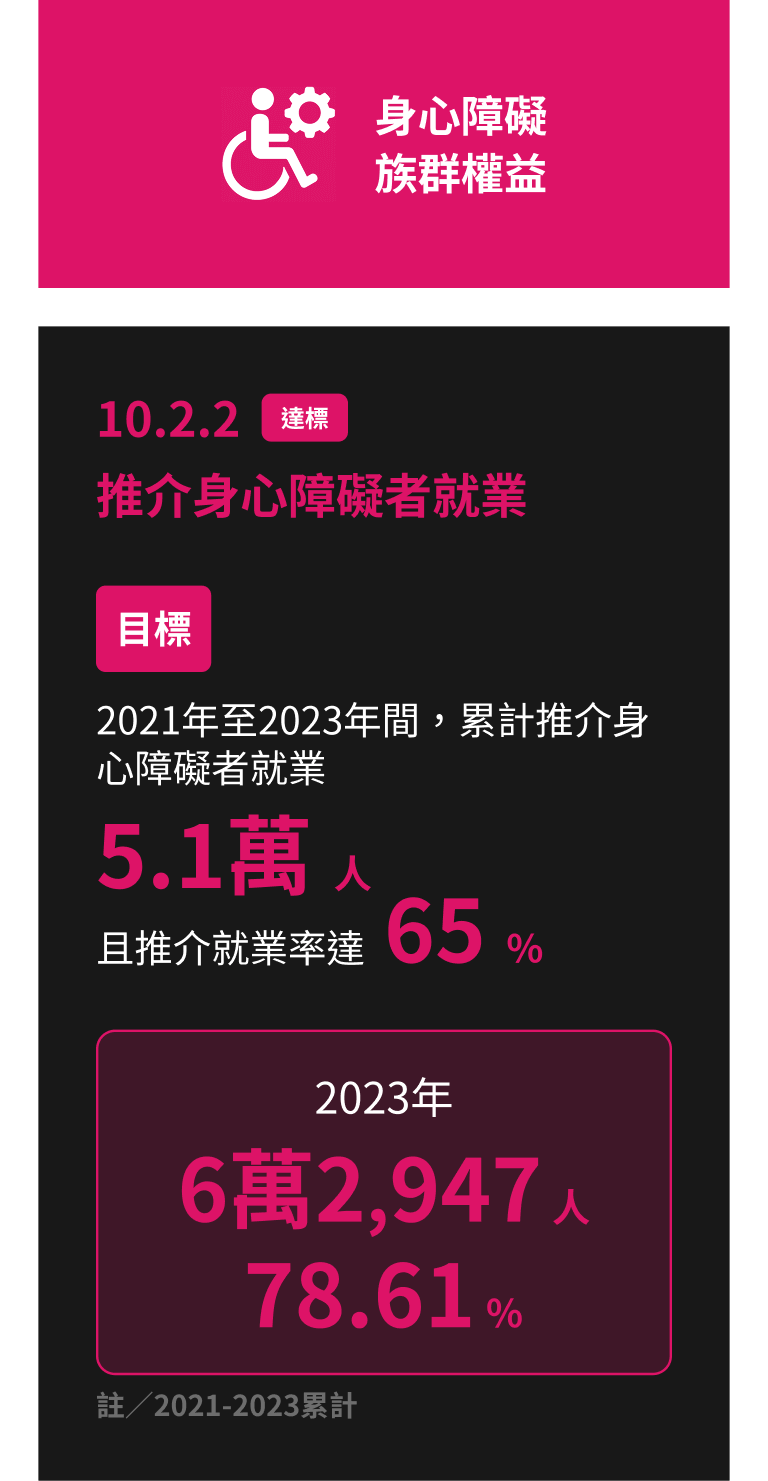 身心障礙
族群權益
10.2.2 達標
推介身心障礙者就業
目標
2021年至2023年間，累計推介身
心障礙者就業
5.1萬 人
且推介就業率達 65 %
2023年
6萬2,947人
78.61%
註／2021-2023累計